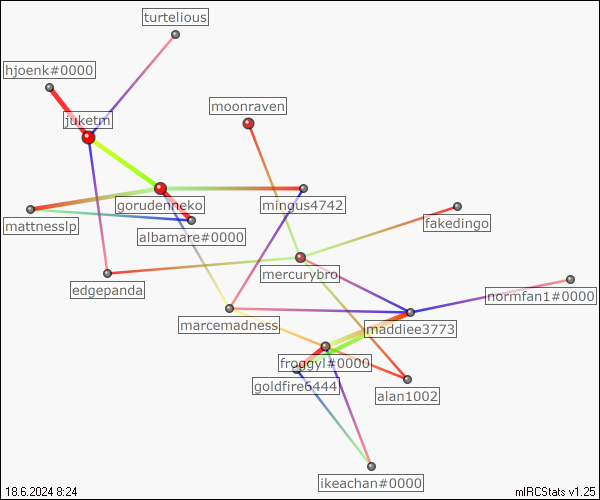 turtelious
hjoenk#0000
moonraven
juketm
gorudenneko
mingus4742
mattnesslp
albamare#0000
fakedingo
mercurybro
edgepanda
normfan1#0000
marcemadness
maddiee3773
froggyl#0000
goldfire6444
alan1002
ikeachan#0000
18.6.2024 8:24
mIRCStats v1.25